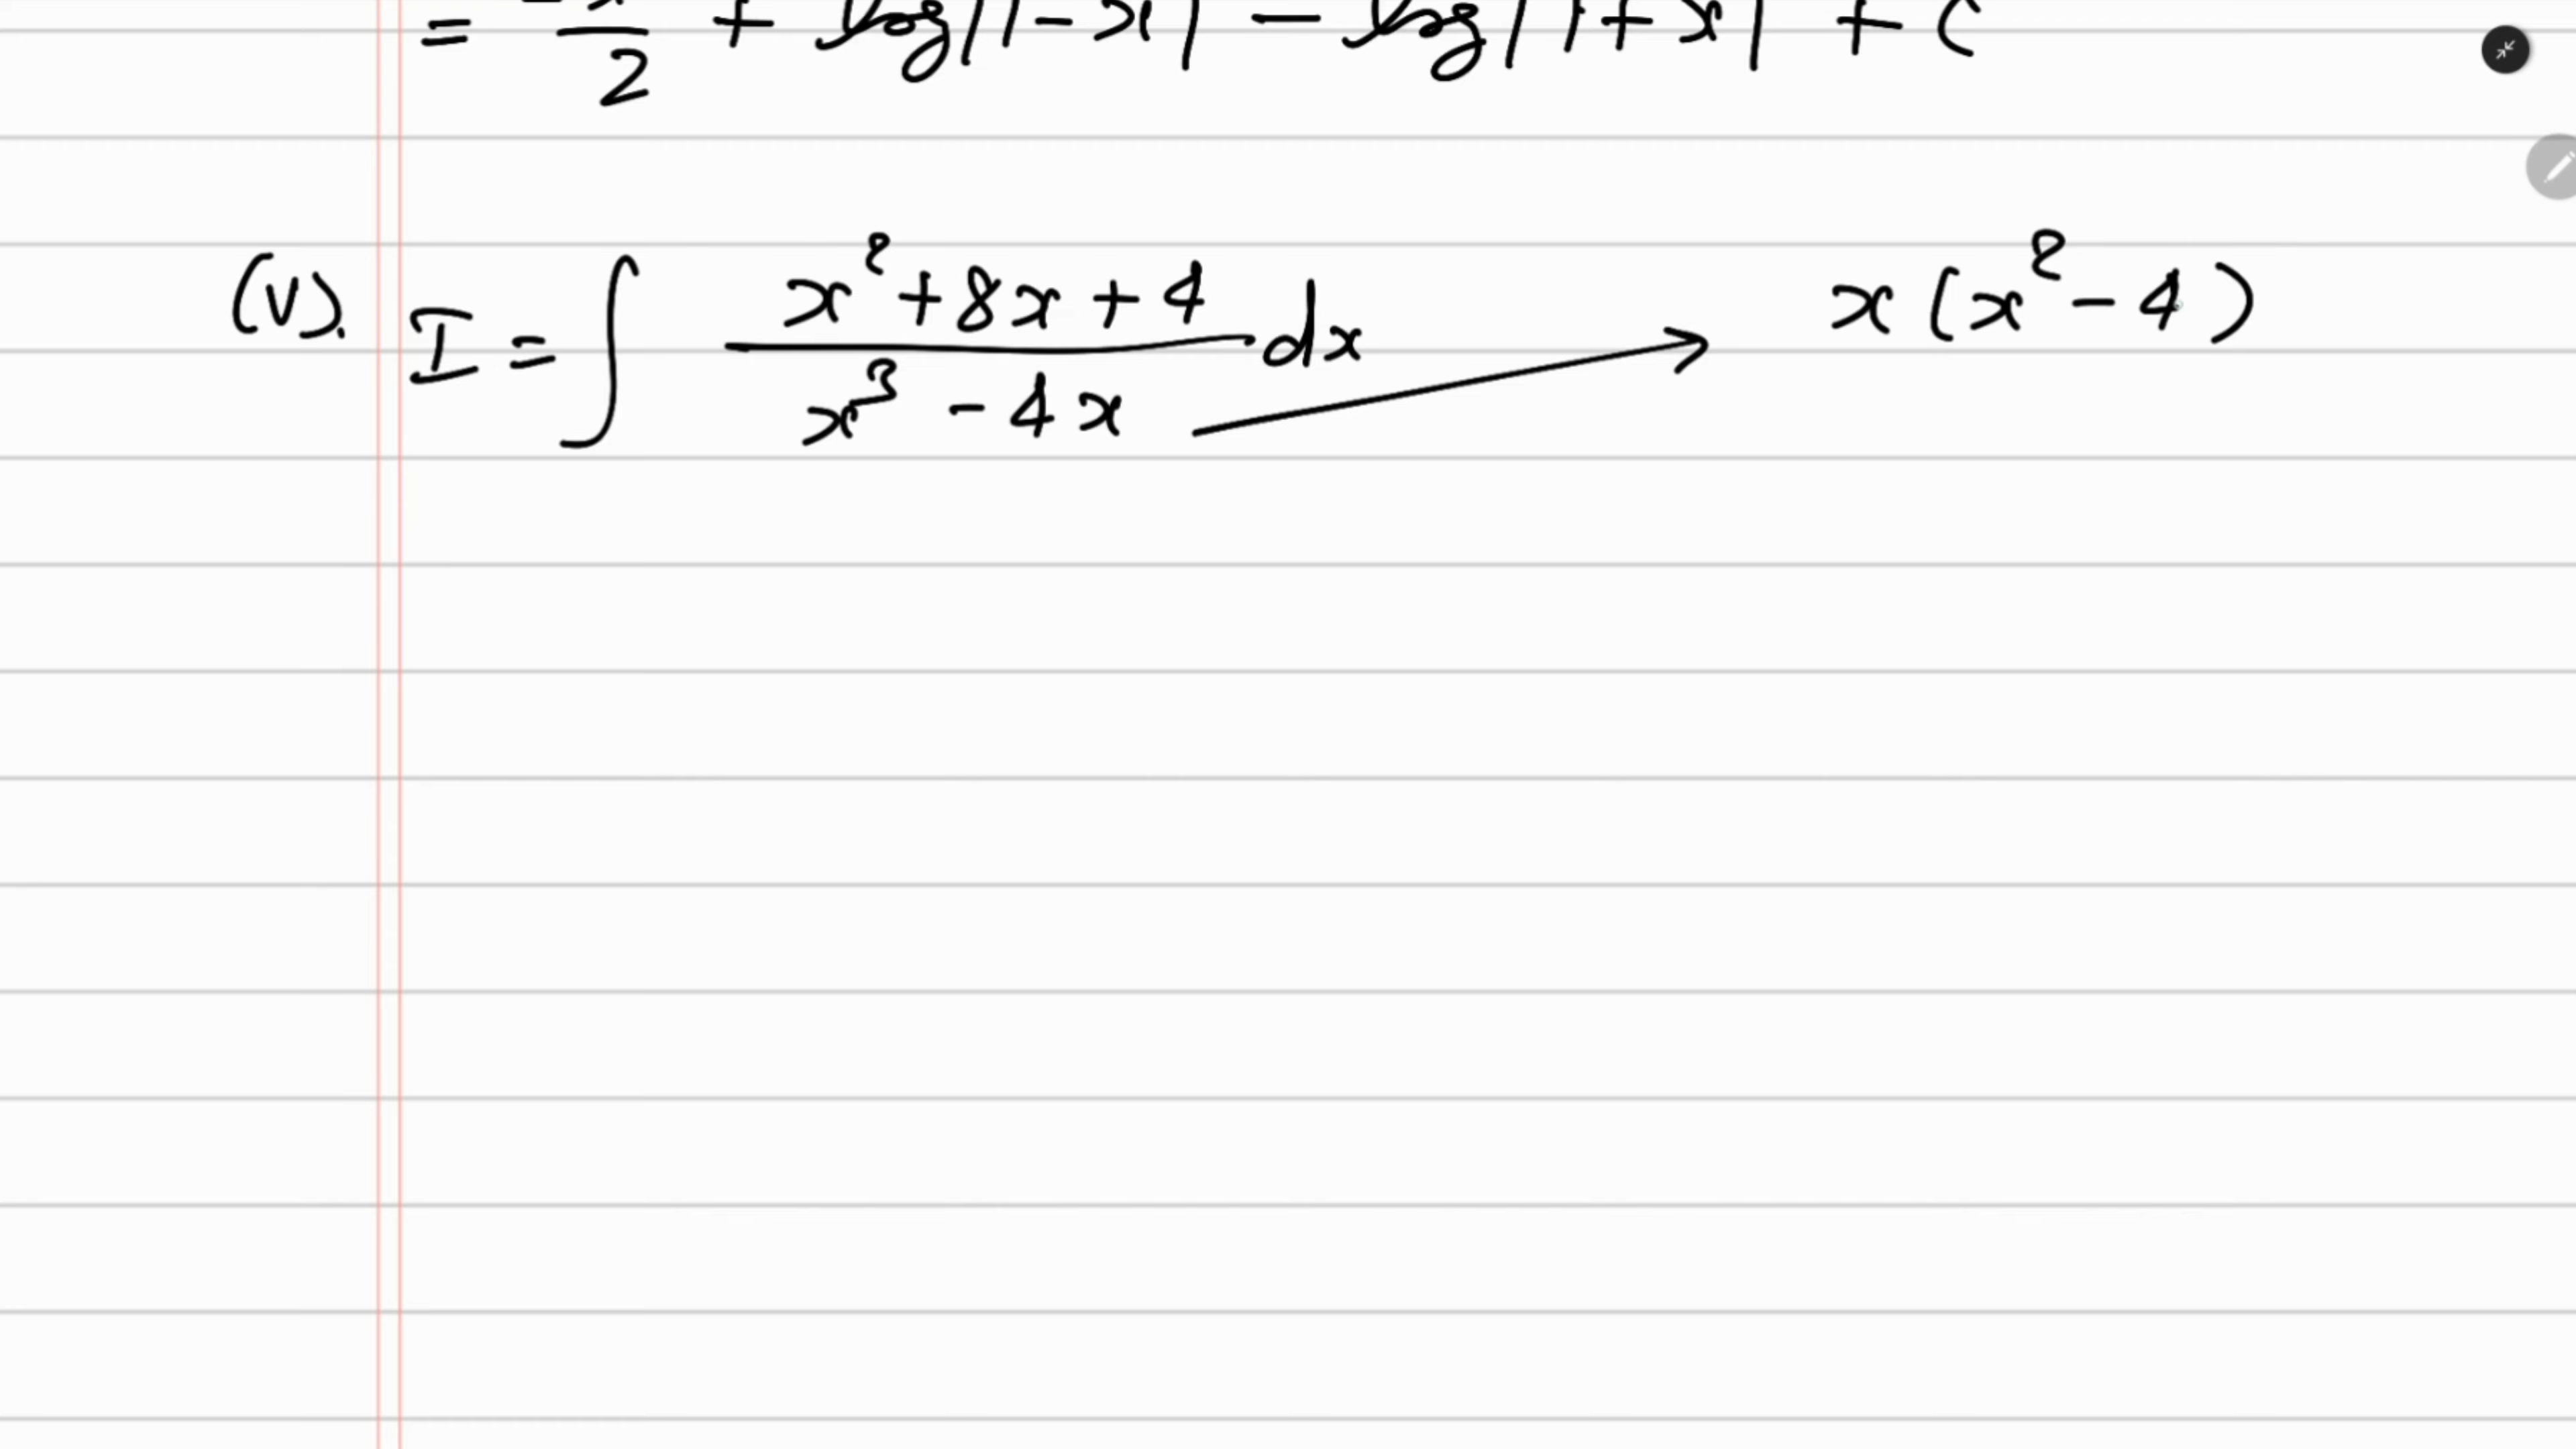 = 2 + log|1-x| - log|1+x| + C
(V). I = ∫ x² + 8x + 4 / x³ - 4x dx → x(x² - 4)